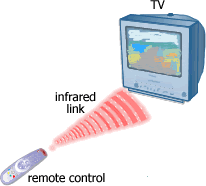 TV
infrared
link
remote control